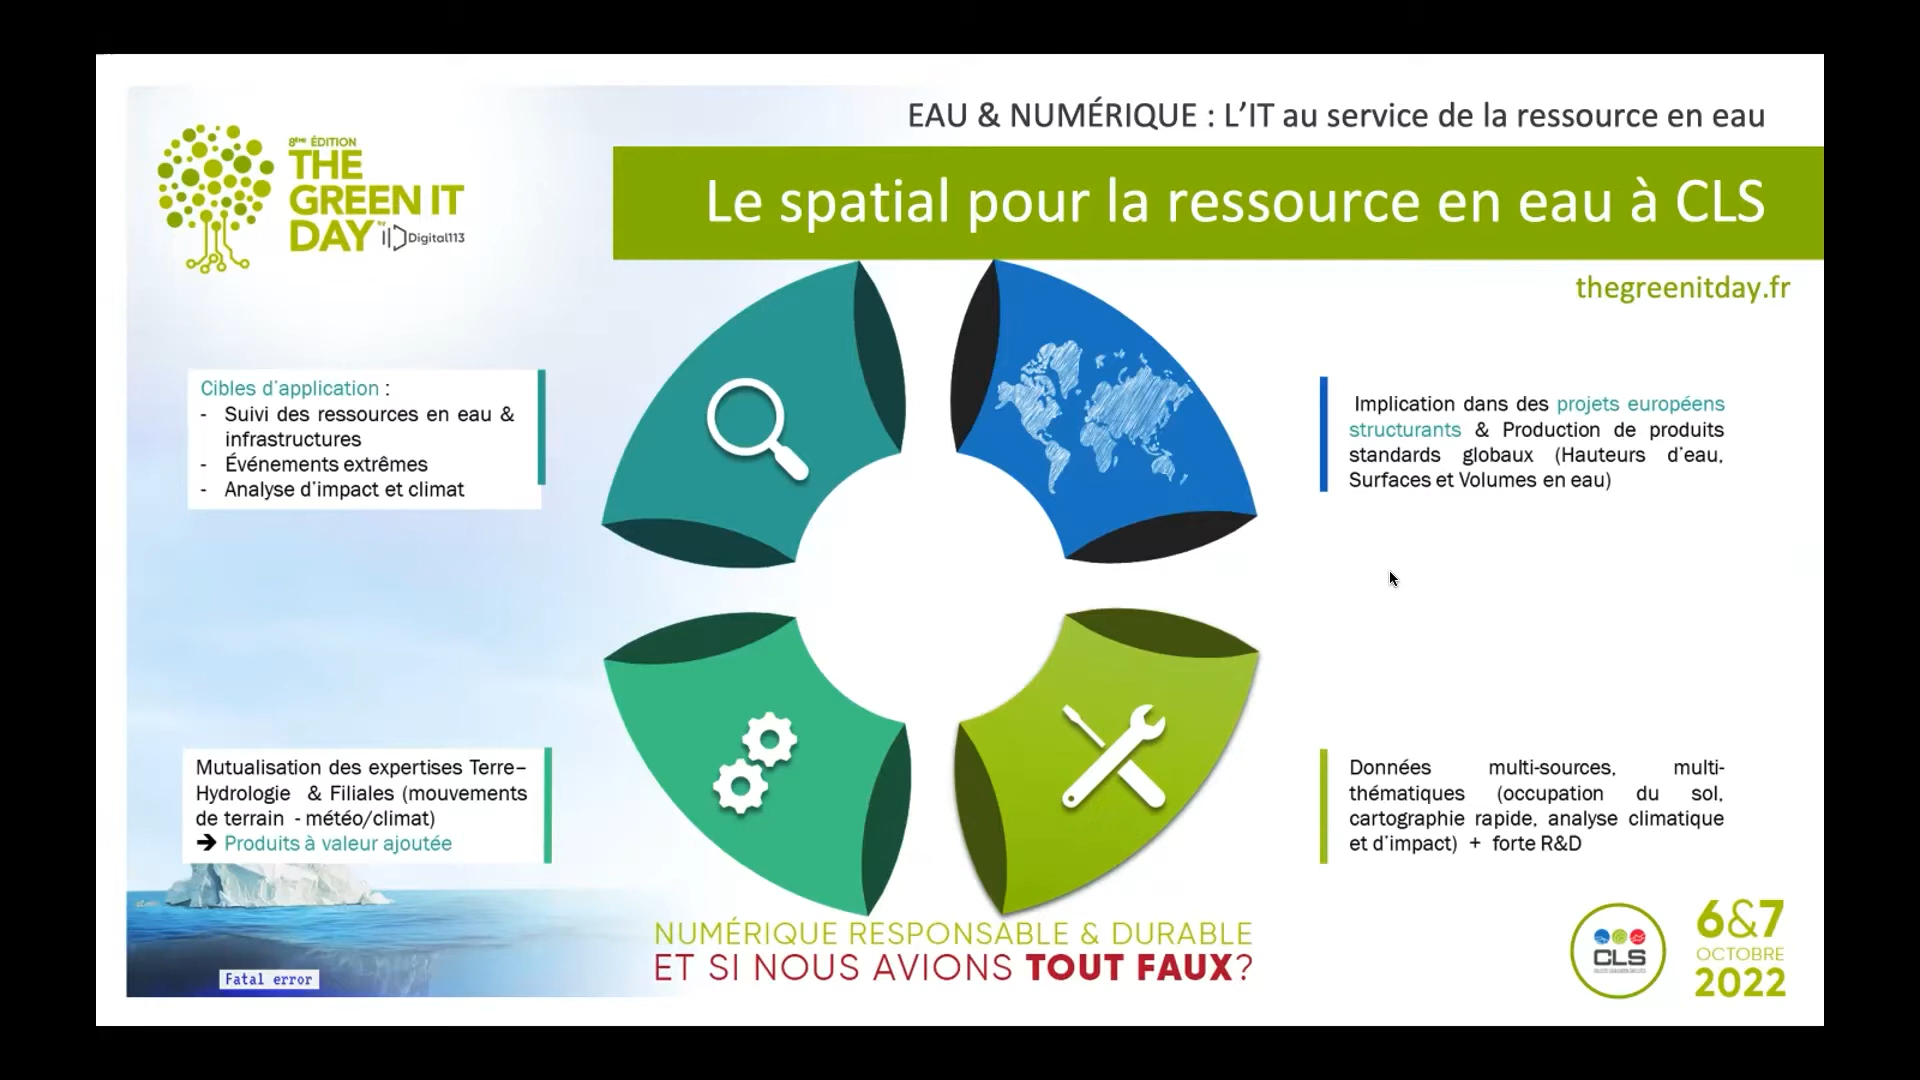 8ÈME ÉDITION
THE
GREEN IT
DAY by Digital113
EAU & NUMÉRIQUE : L’IT au service de la ressource en eau
Le spatial pour la ressource en eau à CLS
thegreenitday.fr
Cibles d’application :
- Suivi des ressources en eau &
infrastructures
- Événements extrêmes
- Analyse d’impact et climat
Implication dans des projets européens
structurants & Production de produits
standards globaux (Hauteurs d’eau,
Surfaces et Volumes en eau)
Mutualisation des expertises Terre–
Hydrologie & Filiales (mouvements
de terrain - météo/climat)
➔ Produits à valeur ajoutée
Données multi-sources, multi-
thématiques (occupation du sol,
cartographie rapide, analyse climatique
et d’impact) + forte R&D
Fatal error
NUMÉRIQUE RESPONSABLE & DURABLE
ET SI NOUS AVIONS TOUT FAUX?
CLS
6&7
OCTOBRE
2022